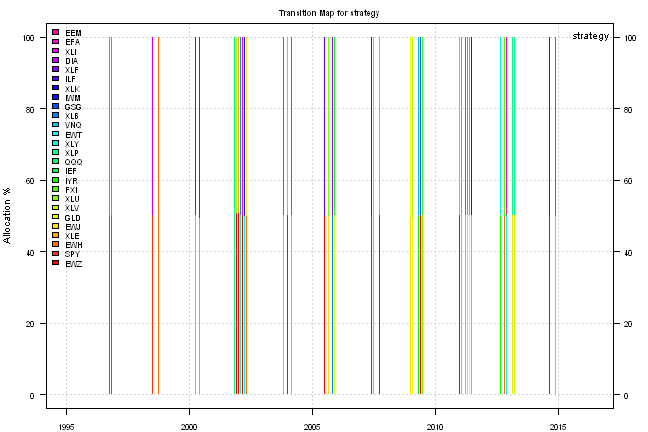 Transition Map for strategy
strategy
Allocation %
100
80
60
40
20
0
EEM
EFA
XLI
DIA
XLF
ILF
XLK
IWM
GSG
XLB
VNQ
EWT
XLY
XLP
QQQ
IEF
IYR
FXI
XLU
XLV
GLD
EWJ
XLE
EWH
SPY
EWZ
100
80
60
40
20
0
1995
2000
2005
2010
2015